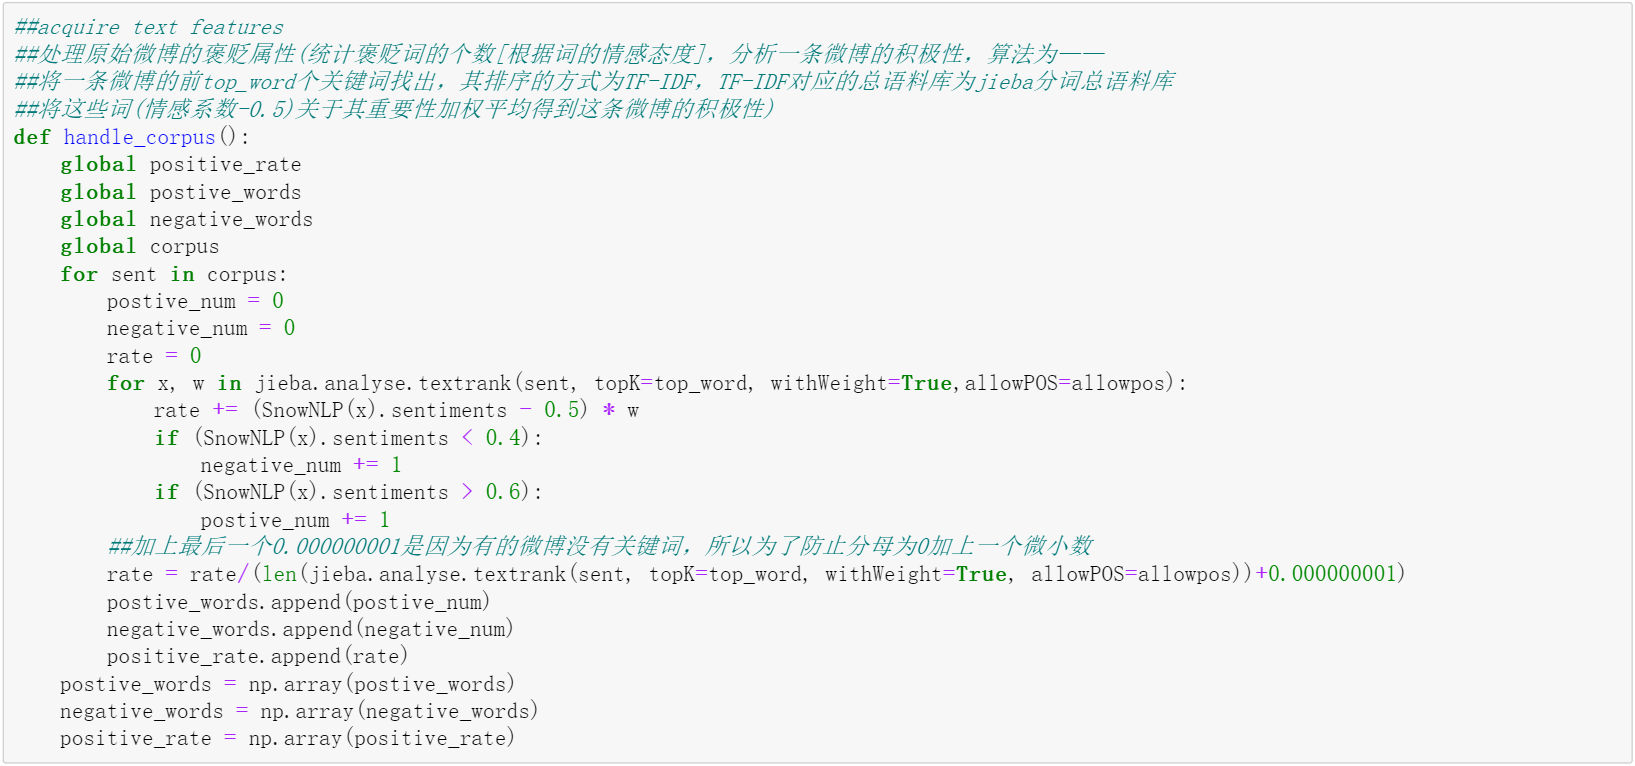 ##acquire text features
##处理原始微博的褒贬属性(统计褒贬词的个数[根据词的情感态度]，分析一条微博的积极性，算法为——
##将一条微博的前top_word个关键词找出，其排序的方式为TF-IDF，TF-IDF对应的总语料库为jieba分词总语料库
##将这些词(情感系数-0.5)关于其重要性加权平均得到这条微博的积极性)
def handle_corpus():
    global positive_rate
    global postive_words
    global negative_words
    global corpus
    for sent in corpus:
        postive_num = 0
        negative_num = 0
        rate = 0
        for x, w in jieba.analyse.textrank(sent, topK=top_word, withWeight=True,allowPOS=allowpos):
            rate += (SnowNLP(x).sentiments - 0.5) * w
            if (SnowNLP(x).sentiments < 0.4):
                negative_num += 1
            if (SnowNLP(x).sentiments > 0.6):
                postive_num += 1
        ##加上最后一个0.000000001是因为有的微博没有关键词，所以为了防止分母为0加上一个微小数
        rate = rate/(len(jieba.analyse.textrank(sent, topK=top_word, withWeight=True, allowPOS=allowpos))+0.000000001)
        postive_words.append(postive_num)
        negative_words.append(negative_num)
        positive_rate.append(rate)
    postive_words = np.array(postive_words)
    negative_words = np.array(negative_words)
    positive_rate = np.array(positive_rate)